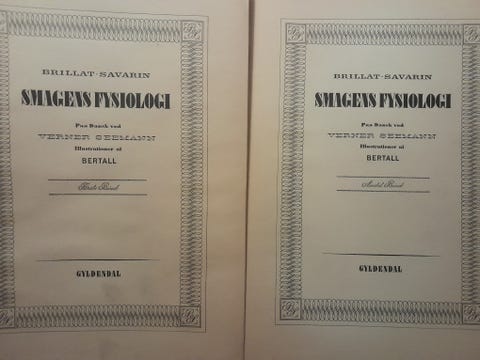 BRILLAT-SAVARIN
SMAGENS FYSIOLOGI
Paa Dansk ved
VERNER SEEMANN
Illustrationer af
BERTALL
Første Bind
GYLDENDAL
BRILLAT-SAVARIN
SMAGENS FYSIOLOGI
Paa Dansk ved
VERNER SEEMANN
Illustrationer af
BERTALL
Andet Bind
GYLDENDAL